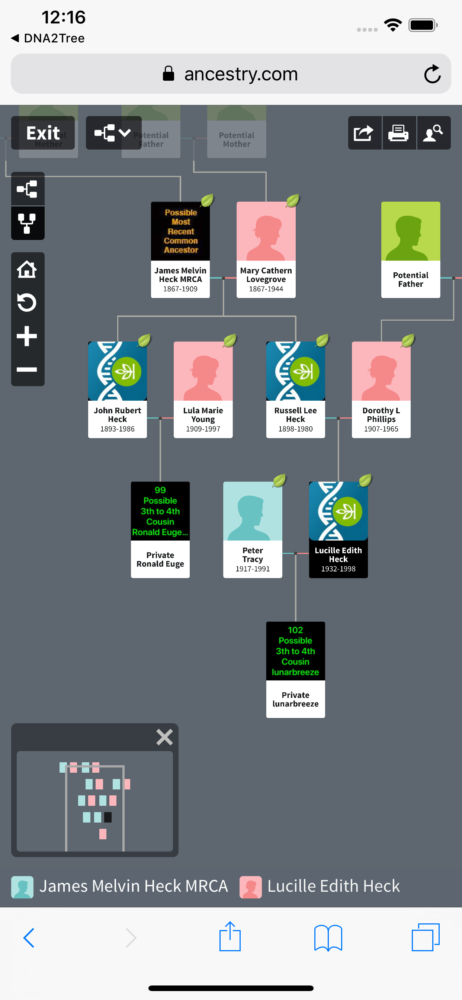 12:16
DNA2Tree
ancestry.com
Exit
Potential
Mother
Potential
Father
Potential
Mother
Possible
Most
Recent
Common
Ancestor
James Melvin
Heck MRCA
1867-1909
Mary Cathern
Lovegrove
1867-1944
Potential
Father
John Rubert
Heck
1893-1986
Lula Marie
Young
1909-1997
Russell Lee
Heck
1898-1980
Dorothy L
Phillips
1907-1965
99
Possible
3th to 4th
Cousin
Ronald Euge...
Private
Ronald Euge
Peter
Tracy
1917-1991
Lucille Edith
Heck
1932-1998
102
Possible
3th to 4th
Cousin
lunarbreeze
Private
lunarbreeze
James Melvin Heck MRCA
Lucille Edith Heck